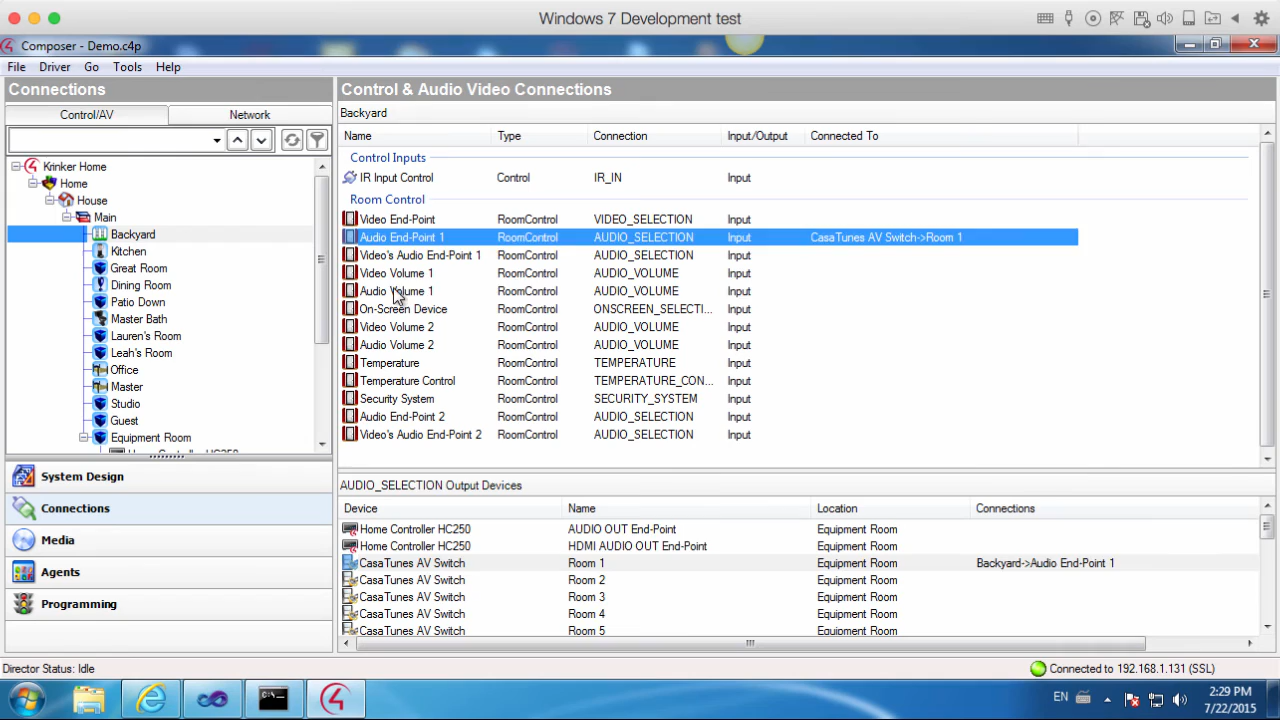 Windows 7 Development test
Composer - Demo.c4p
File Driver Go Tools Help
Connections
Control/AV Network
Krinker Home
Home
House
Main
Backyard
Kitchen
Great Room
Dining Room
Patio Down
Master Bath
Lauren's Room
Leah's Room
Office
Master
Studio
Guest
Equipment Room
System Design
Connections
Media
Agents
Programming
Control & Audio Video Connections
Backyard
Name Type Connection Input/Output Connected To
Control Inputs
IR Input Control Control IR_IN Input
Room Control
Video End-Point RoomControl VIDEO_SELECTION Input
Audio End-Point 1 RoomControl AUDIO_SELECTION Input CasaTunes AV Switch->Room 1
Video's Audio End-Point 1 RoomControl AUDIO_SELECTION Input
Video Volume 1 RoomControl AUDIO_VOLUME Input
Audio Volume 1 RoomControl AUDIO_VOLUME Input
On-Screen Device RoomControl ONSCREEN_SELECTI... Input
Video Volume 2 RoomControl AUDIO_VOLUME Input
Audio Volume 2 RoomControl AUDIO_VOLUME Input
Temperature RoomControl TEMPERATURE Input
Temperature Control RoomControl TEMPERATURE_CON... Input
Security System RoomControl SECURITY_SYSTEM Input
Audio End-Point 2 RoomControl AUDIO_SELECTION Input
Video's Audio End-Point 2 RoomControl AUDIO_SELECTION Input
AUDIO_SELECTION Output Devices
Device Name Location Connections
Home Controller HC250 AUDIO OUT End-Point Equipment Room
Home Controller HC250 HDMI AUDIO OUT End-Point Equipment Room
CasaTunes AV Switch Room 1 Equipment Room Backyard->Audio End-Point 1
CasaTunes AV Switch Room 2 Equipment Room
CasaTunes AV Switch Room 3 Equipment Room
CasaTunes AV Switch Room 4 Equipment Room
CasaTunes AV Switch Room 5 Equipment Room
Director Status: Idle
Connected to 192.168.1.131 (SSL)
EN
2:29 PM
7/22/2015